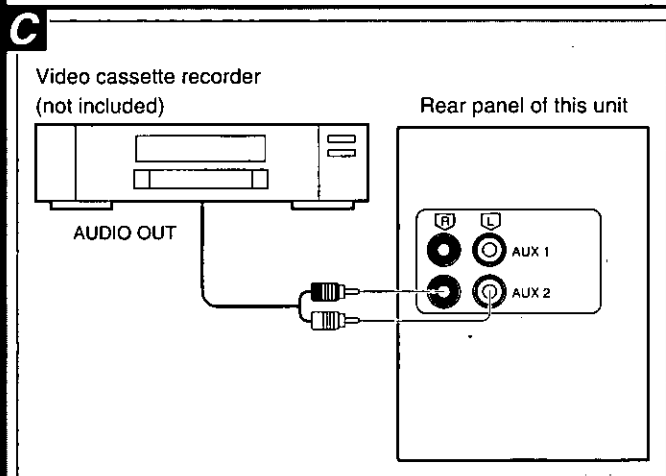 C
Video cassette recorder
(not included)
Rear panel of this unit
AUDIO OUT
R L
AUX 1
AUX 2